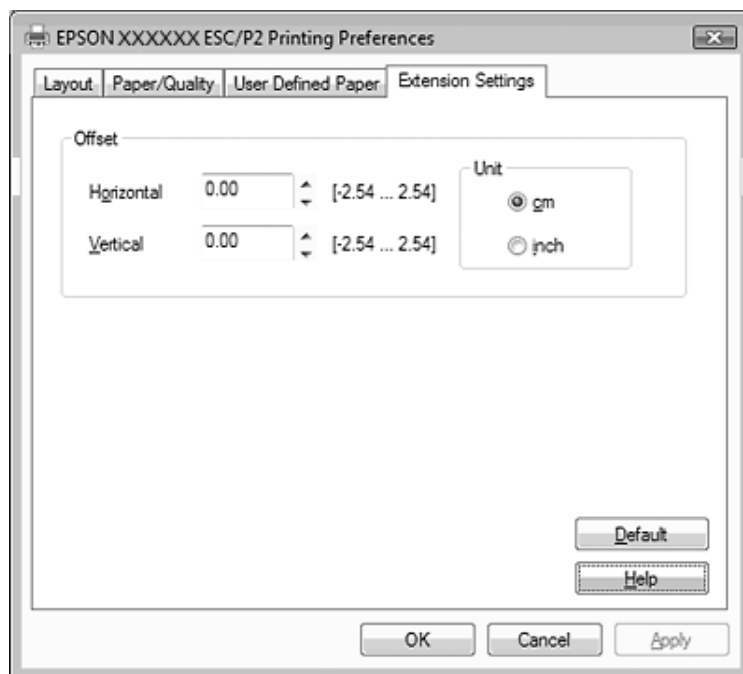 EPSON XXXXXX ESC/P2 Printing Preferences
Layout Paper/Quality User Defined Paper Extension Settings
Offset
Horizontal 0.00 [-2.54 ... 2.54]
Vertical 0.00 [-2.54 ... 2.54]
Unit
cm
inch
Default
Help
OK Cancel Apply